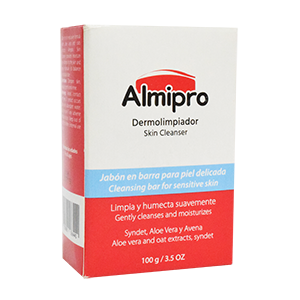 Almipro
Dermolimpiador
Skin Cleanser
Jabón en barra para piel delicada
Cleansing bar for sensitive skin
Limpia y humecta suavemente
Gently cleanses and moisturizes
Syndet, Aloe Vera y Avena
Aloe vera and oat extracts, syndet
100 g / 3.5 OZ